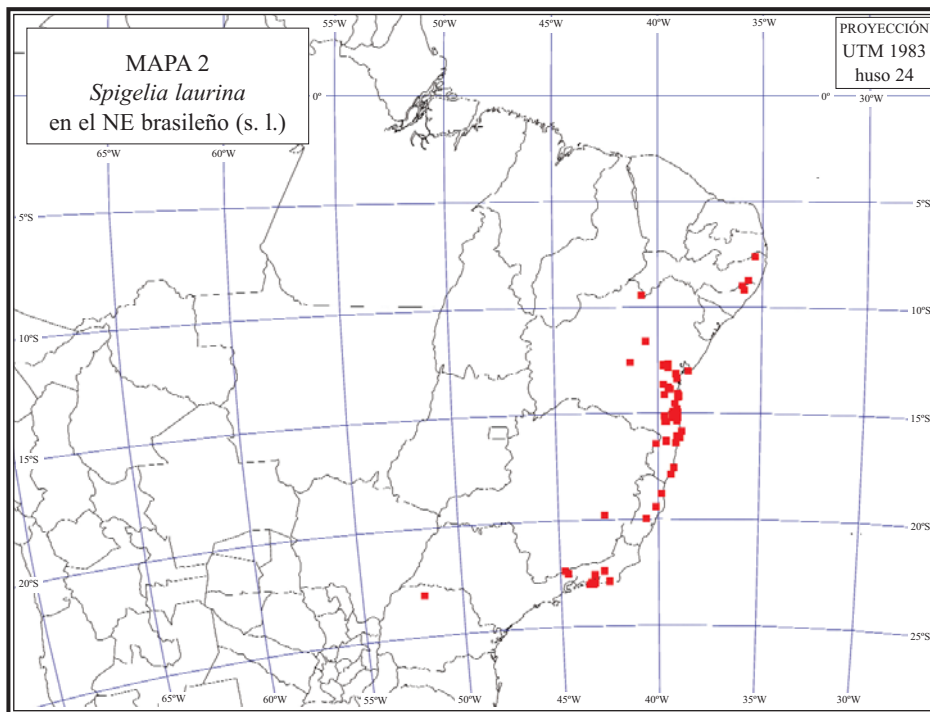 55ºW
50ºW
45ºW
40ºW
35ºW
MAPA 2
Spigelia laurina
en el NE brasileño (s. l.)
PROYECCIÓN
UTM 1983
huso 24
0º
0º
30ºW
65ºW
60ºW
5ºS
5ºS
10ºS
10ºS
15ºS
15ºS
20ºS
20ºS
25ºS
65ºW
60ºW
55ºW
50ºW
45ºW
40ºW
35ºW
30ºW